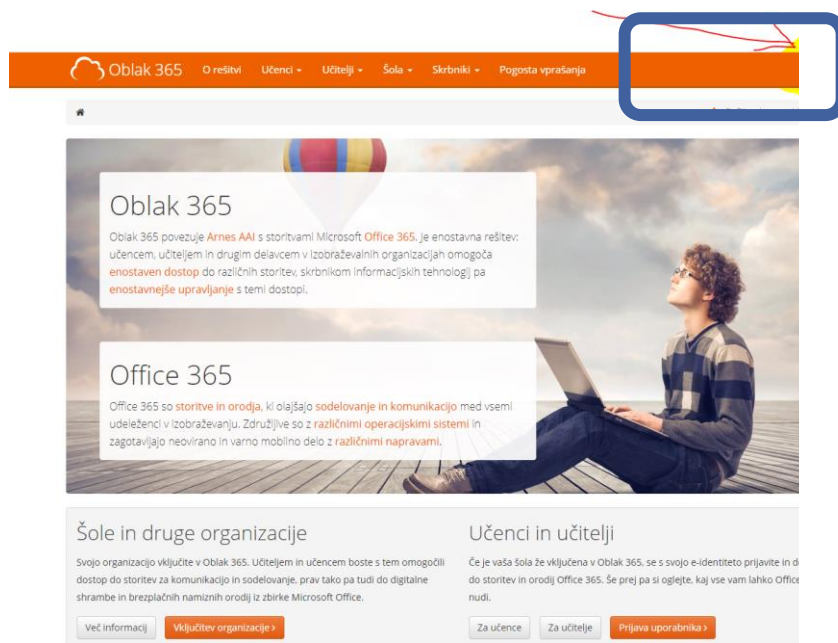 Oblak 365 O rešitvi Učenci Učitelji Šola Skrbniki Pogosta vprašanja
Oblak 365
Oblak 365 povezuje Arnes AAI s storitvami Microsoft Office 365. Je enostavna rešitev:
učencem, učiteljem in drugim delavcem v izobraževalnih organizacijah omogoča
enostaven dostop do različnih storitev, skrbnikom informacijskih tehnologij pa
enostavnejše upravljanje s temi dostopi.
Office 365
Office 365 so storitve in orodja, ki olajšajo sodelovanje in komunikacijo med vsemi
udeleženci v izobraževanju. Združljive so z različnimi operacijskimi sistemi in
zagotavljajo neovirano in varno mobilno delo z različnimi napravami.
Šole in druge organizacije
Svojo organizacijo vključite v Oblak 365. Učiteljem in učencem boste s tem omogočili
dostop do storitev za komunikacijo in sodelovanje, prav tako pa tudi do digitalne
shrambe in brezplačnih namiznih orodij iz zbirke Microsoft Office.
Več informacij Vključitev organizacije ›
Učenci in učitelji
Če je vaša šola že vključena v Oblak 365, se s svojo e-identiteto prijavite in d
do storitev in orodij Office 365. Še prej pa si oglejte, kaj vse vam lahko Office
nudi.
Za učence Za učitelje Prijava uporabnika ›